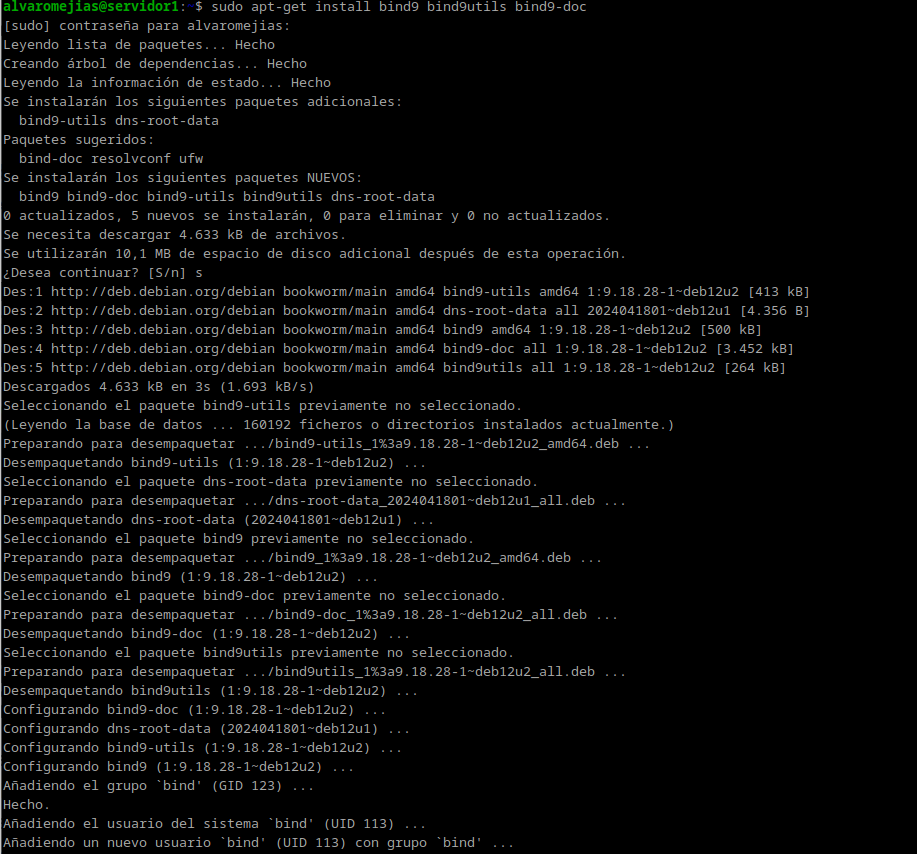 alvaromejias@servidor1:~$ sudo apt-get install bind9 bind9utils bind9-doc
[sudo] contraseña para alvaromejias:
Leyendo lista de paquetes... Hecho
Creando árbol de dependencias... Hecho
Leyendo la información de estado... Hecho
Se instalarán los siguientes paquetes adicionales:
  bind9-utils dns-root-data
Paquetes sugeridos:
  bind-doc resolvconf ufw
Se instalarán los siguientes paquetes NUEVOS:
  bind9 bind9-doc bind9-utils bind9utils dns-root-data
0 actualizados, 5 nuevos se instalarán, 0 para eliminar y 0 no actualizados.
Se necesita descargar 4.633 kB de archivos.
Se utilizarán 10,1 MB de espacio de disco adicional después de esta operación.
¿Desea continuar? [S/n] s
Des:1 http://deb.debian.org/debian bookworm/main amd64 bind9-utils amd64 1:9.18.28-1~deb12u2 [413 kB]
Des:2 http://deb.debian.org/debian bookworm/main amd64 dns-root-data all 2024041801~deb12u1 [4.356 B]
Des:3 http://deb.debian.org/debian bookworm/main amd64 bind9 amd64 1:9.18.28-1~deb12u2 [500 kB]
Des:4 http://deb.debian.org/debian bookworm/main amd64 bind9-doc all 1:9.18.28-1~deb12u2 [3.452 kB]
Des:5 http://deb.debian.org/debian bookworm/main amd64 bind9utils all 1:9.18.28-1~deb12u2 [264 kB]
Descargados 4.633 kB en 3s (1.693 kB/s)
Seleccionando el paquete bind9-utils previamente no seleccionado.
(Leyendo la base de datos ... 160192 ficheros o directorios instalados actualmente.)
Preparando para desempaquetar .../bind9-utils_1%3a9.18.28-1~deb12u2_amd64.deb ...
Desempaquetando bind9-utils (1:9.18.28-1~deb12u2) ...
Seleccionando el paquete dns-root-data previamente no seleccionado.
Preparando para desempaquetar .../dns-root-data_2024041801~deb12u1_all.deb ...
Desempaquetando dns-root-data (2024041801~deb12u1) ...
Seleccionando el paquete bind9 previamente no seleccionado.
Preparando para desempaquetar .../bind9_1%3a9.18.28-1~deb12u2_amd64.deb ...
Desempaquetando bind9 (1:9.18.28-1~deb12u2) ...
Seleccionando el paquete bind9-doc previamente no seleccionado.
Preparando para desempaquetar .../bind9-doc_1%3a9.18.28-1~deb12u2_all.deb ...
Desempaquetando bind9-doc (1:9.18.28-1~deb12u2) ...
Seleccionando el paquete bind9utils previamente no seleccionado.
Preparando para desempaquetar .../bind9utils_1%3a9.18.28-1~deb12u2_all.deb ...
Desempaquetando bind9utils (1:9.18.28-1~deb12u2) ...
Configurando bind9-doc (1:9.18.28-1~deb12u2) ...
Configurando dns-root-data (2024041801~deb12u1) ...
Configurando bind9-utils (1:9.18.28-1~deb12u2) ...
Configurando bind9 (1:9.18.28-1~deb12u2) ...
Añadiendo el grupo `bind' (GID 123) ...
Hecho.
Añadiendo el usuario del sistema `bind' (UID 113) ...
Añadiendo un nuevo usuario `bind' (UID 113) con grupo `bind' ...